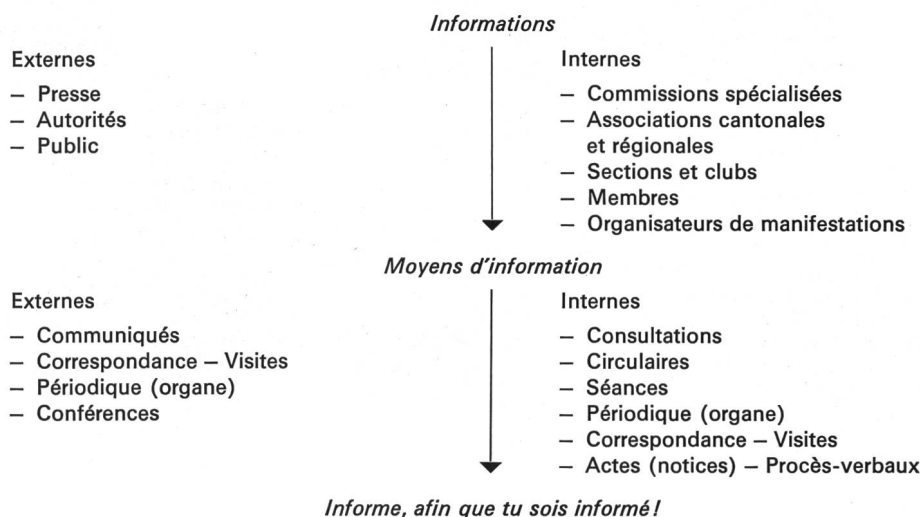 Informations
Externes
– Presse
– Autorités
– Public
Internes
– Commissions spécialisées
– Associations cantonales
et régionales
– Sections et clubs
– Membres
– Organisateurs de manifestations
Moyens d'information
Externes
– Communiqués
– Correspondance – Visites
– Périodique (organe)
– Conférences
Internes
– Consultations
– Circulaires
– Séances
– Périodique (organe)
– Correspondance – Visites
– Actes (notices) – Procès-verbaux
Informe, afin que tu sois informé!